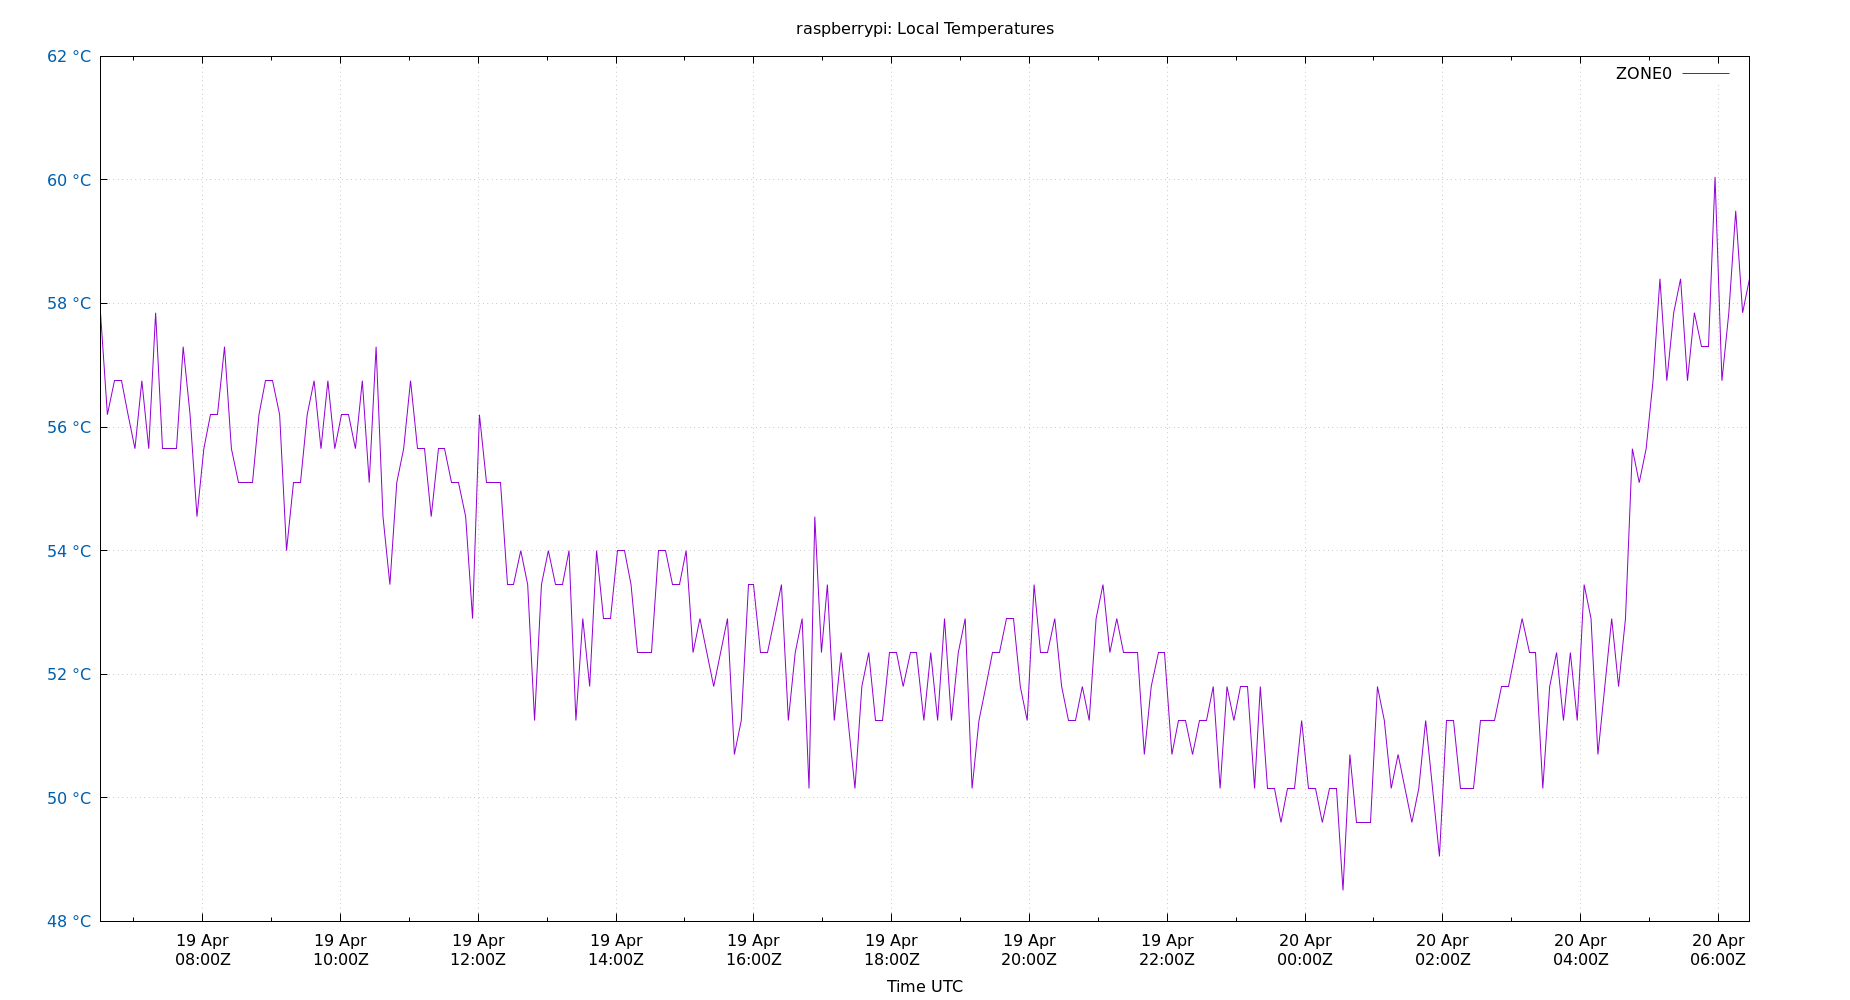 raspberrypi: Local Temperatures
62 °C
ZONE0
60 °C
58 °C
56 °C
54 °C
52 °C
50 °C
48 °C
19 Apr 19 Apr 19 Apr 19 Apr 19 Apr 19 Apr 19 Apr 19 Apr 20 Apr 20 Apr 20 Apr 20 Apr
08:00Z 10:00Z 12:00Z 14:00Z 16:00Z 18:00Z 20:00Z 22:00Z 00:00Z 02:00Z 04:00Z 06:00Z
Time UTC